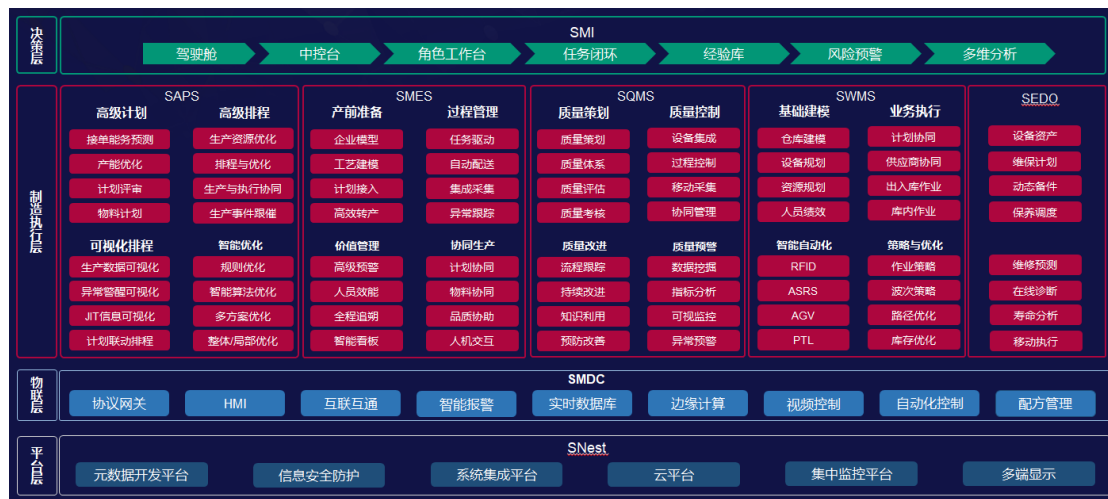 决策层
SMI
驾驶舱 中控台 角色工作台 任务闭环 经验库 风险预警 多维分析
制造执行层
SAPS
高级计划 高级排程
接单能务预测 生产资源优化
产能优化 排程与优化
计划评审 生产与执行协同
物料计划 生产事件跟催
可视化排程 智能优化
生产数据可视化 规则优化
异常警醒可视化 智能算法优化
JIT信息可视化 多方案优化
计划联动排程 整体/局部优化
SMES
产前准备 过程管理
企业模型 任务驱动
工艺建模 自动配送
计划接入 集成采集
高效转产 异常跟踪
价值管理 协同生产
高级预警 计划协同
人员效能 物料协同
全程追朔 品质协助
智能看板 人机交互
SQMS
质量策划 质量控制
质量策划 设备集成
质量体系 过程控制
质量评估 移动采集
质量考核 协同管理
质量改进 质量预警
流程跟踪 数据挖掘
持续改进 指标分析
知识利用 可视监控
预防改善 异常预警
SWMS
基础建模 业务执行
仓库建模 计划协同
设备规划 供应商协同
资源规划 出入库作业
人员绩效 库内作业
智能自动化 策略与优化
RFID 作业策略
ASRS 波次策略
AGV 路径优化
PTL 库存优化
SEDO
设备资产
维保计划
动态备件
保养调度
维修预测
在线诊断
寿命分析
移动执行
物联层
SMDC
协议网关 HMI 互联互通 智能报警 实时数据库 边缘计算 视频控制 自动化控制 配方管理
平台层
SNest
元数据开发平台 信息安全防护 系统集成平台 云平台 集中监控平台 多端显示